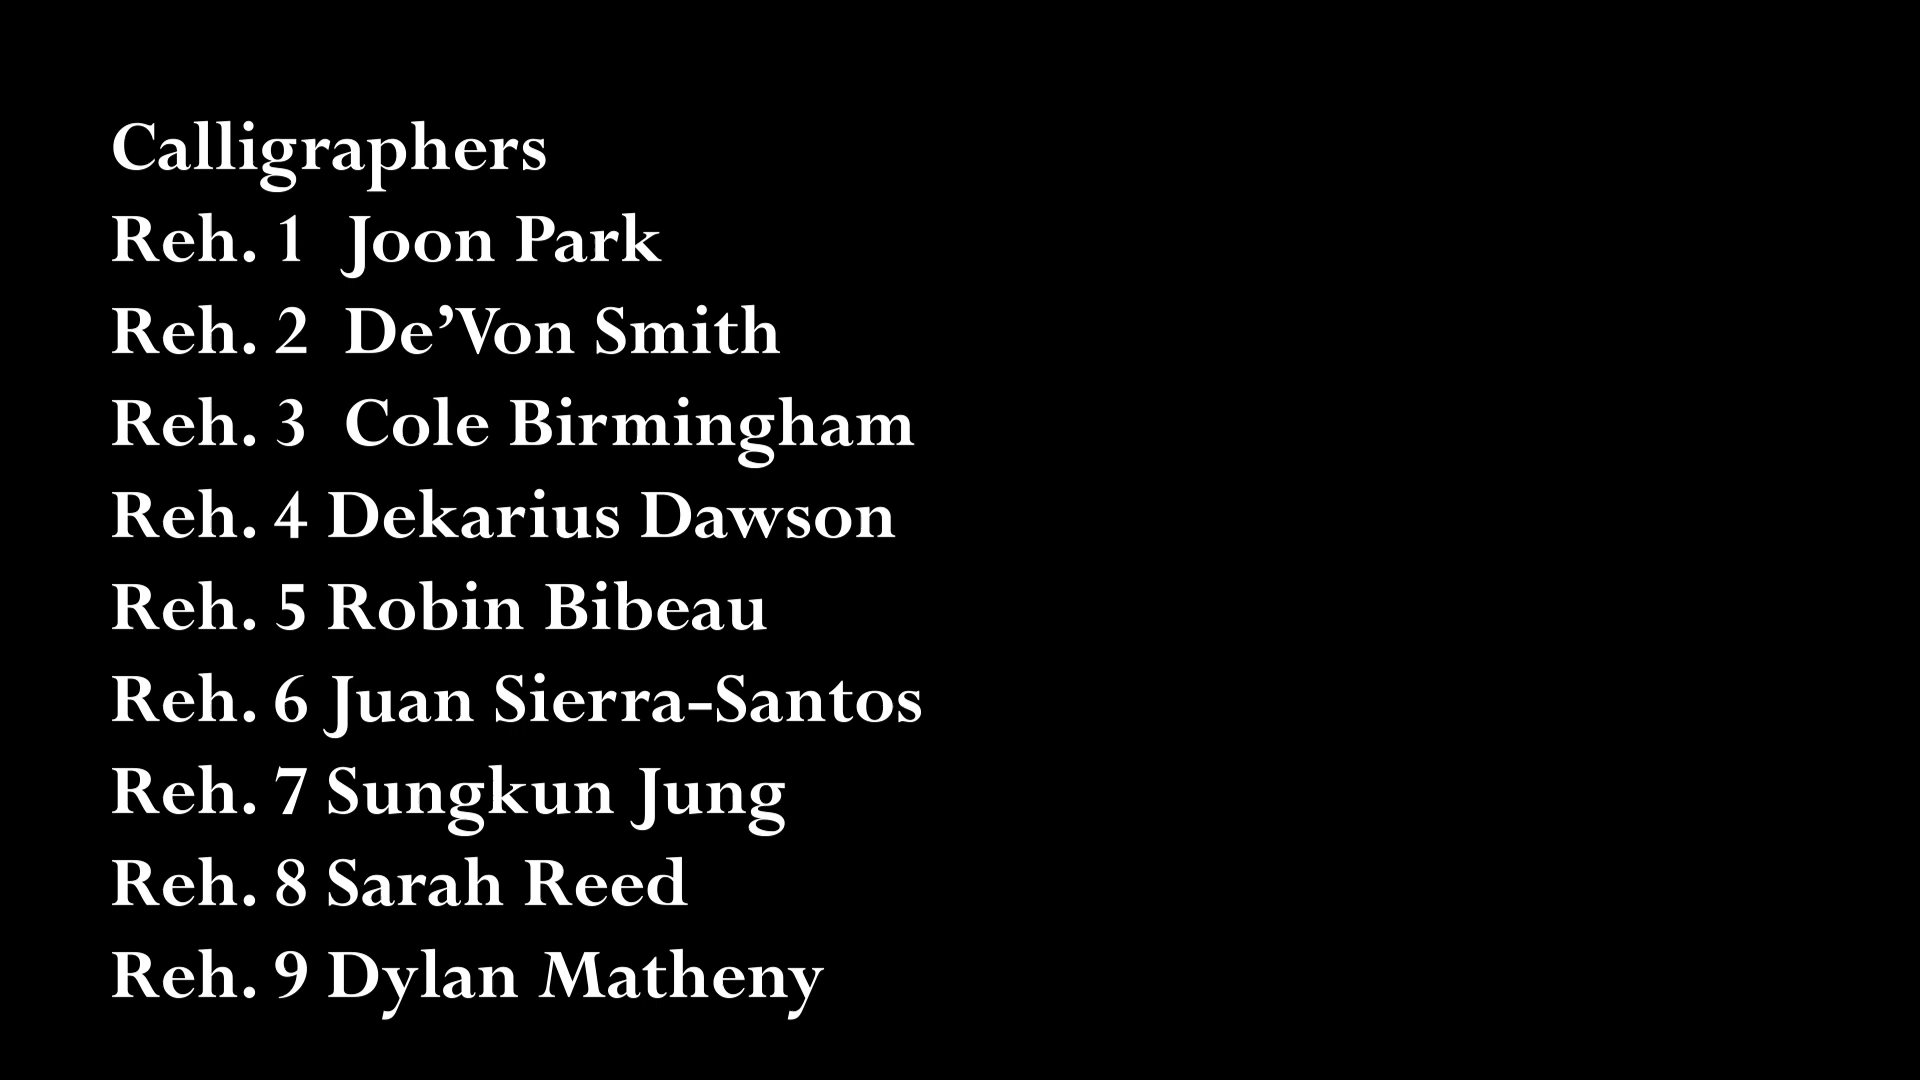 Calligraphers
Reh. 1  Joon Park
Reh. 2  De’Von Smith
Reh. 3  Cole Birmingham
Reh. 4 Dekarius Dawson
Reh. 5 Robin Bibeau
Reh. 6 Juan Sierra-Santos
Reh. 7 Sungkun Jung
Reh. 8 Sarah Reed
Reh. 9 Dylan Matheny